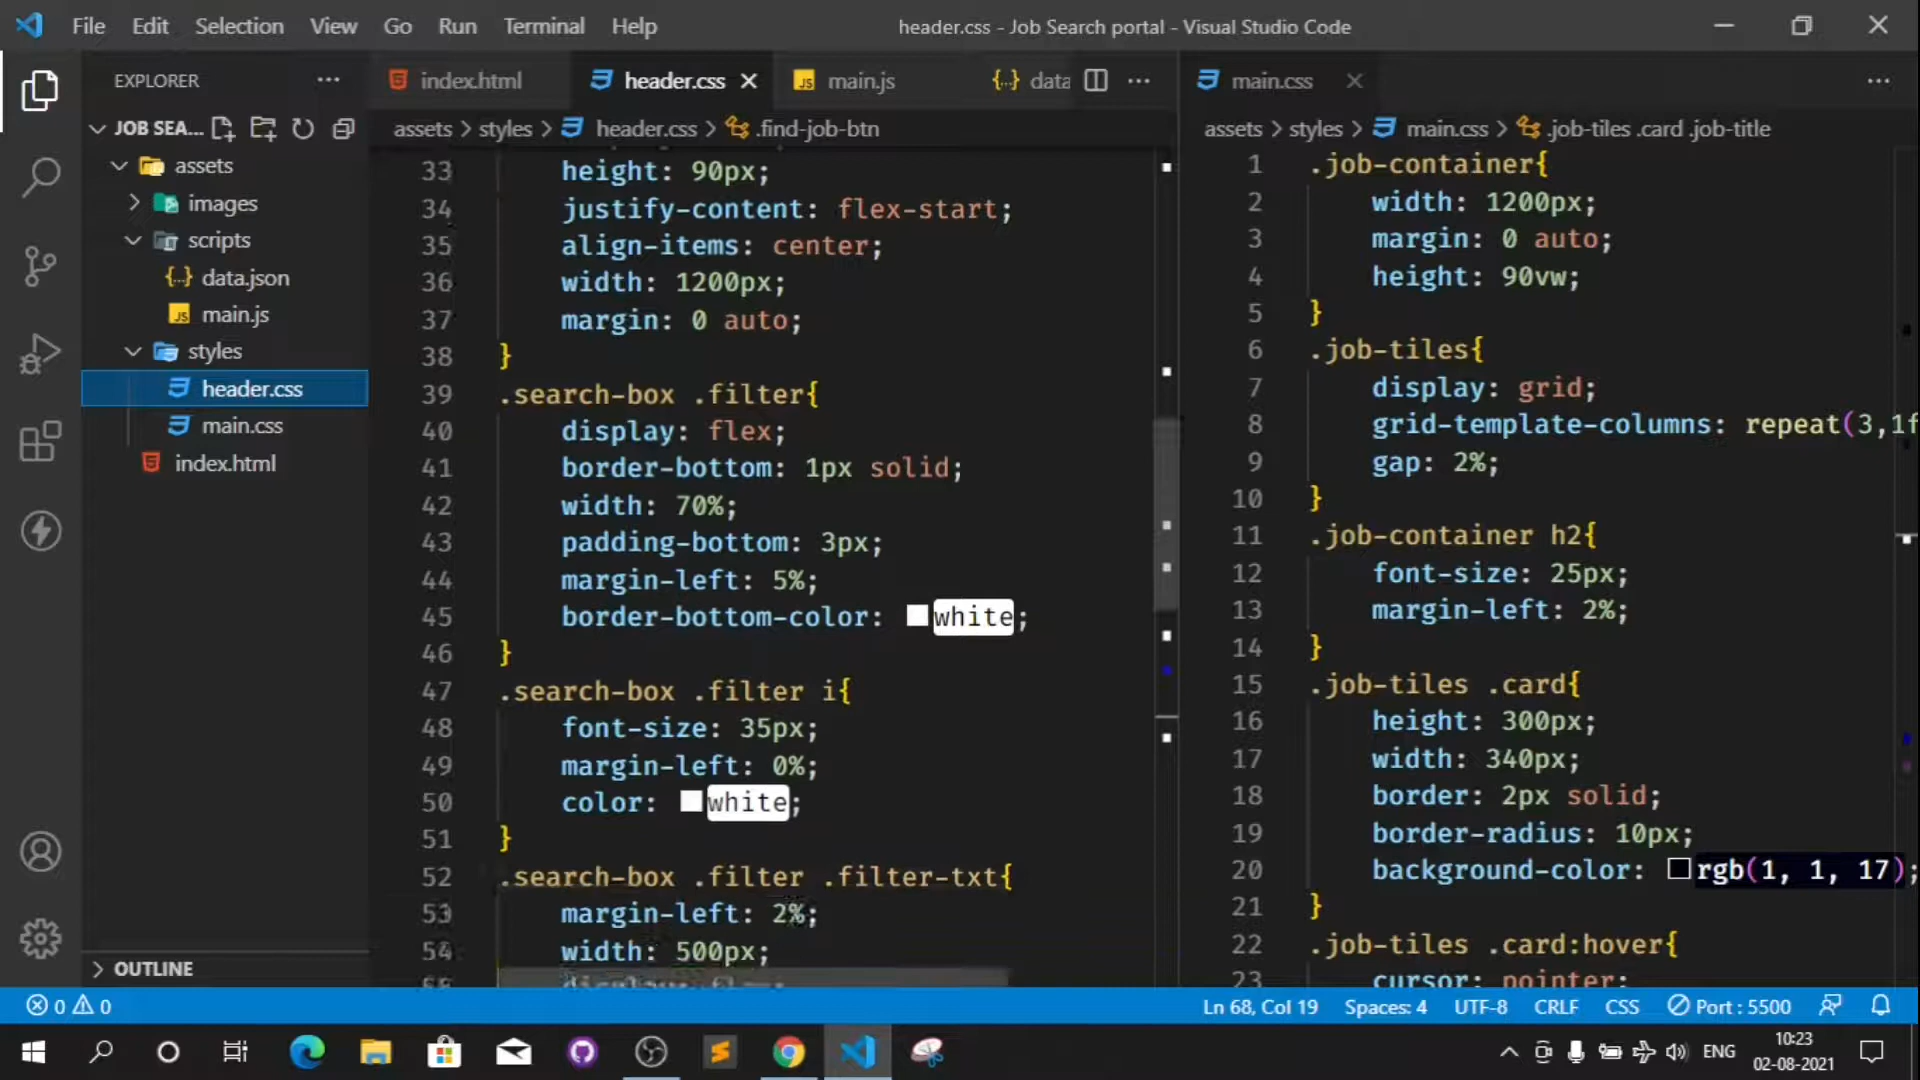 File Edit Selection View Go Run Terminal Help
header.css - Job Search portal - Visual Studio Code
EXPLORER
JOB SEA...
assets
images
scripts
data.json
main.js
styles
header.css
main.css
index.html
OUTLINE
index.html header.css main.js data
assets > styles > header.css > .find-job-btn
33 height: 90px;
34 justify-content: flex-start;
35 align-items: center;
36 width: 1200px;
37 margin: 0 auto;
38 }
39 .search-box .filter{
40 display: flex;
41 border-bottom: 1px solid;
42 width: 70%;
43 padding-bottom: 3px;
44 margin-left: 5%;
45 border-bottom-color: white;
46 }
47 .search-box .filter i{
48 font-size: 35px;
49 margin-left: 0%;
50 color: white;
51 }
52 .search-box .filter .filter-txt{
53 margin-left: 2%;
54 width: 500px;
main.css
assets > styles > main.css > .job-tiles .card .job-title
1 .job-container{
2 width: 1200px;
3 margin: 0 auto;
4 height: 90vw;
5 }
6 .job-tiles{
7 display: grid;
8 grid-template-columns: repeat(3,1f
9 gap: 2%;
10 }
11 .job-container h2{
12 font-size: 25px;
13 margin-left: 2%;
14 }
15 .job-tiles .card{
16 height: 300px;
17 width: 340px;
18 border: 2px solid;
19 border-radius: 10px;
20 background-color: rgb(1, 1, 17);
21 }
22 .job-tiles .card:hover{
23 cursor: pointer;
0 0
Ln 68, Col 19 Spaces: 4 UTF-8 CRLF CSS Port : 5500
ENG
10:23
02-08-2021